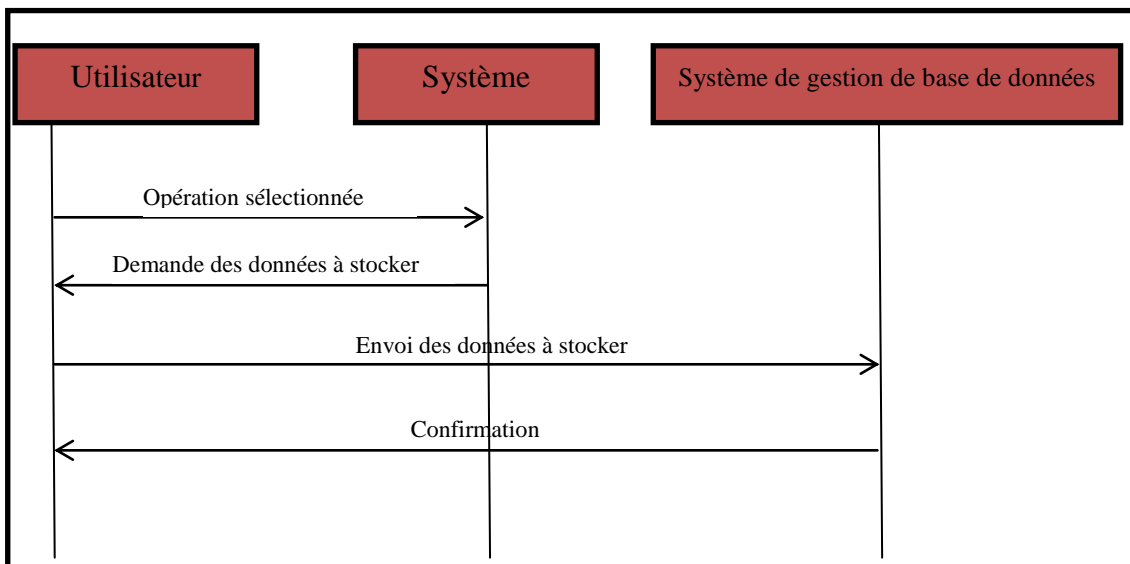 Utilisateur
Système
Système de gestion de base de données
Opération sélectionnée
Demande des données à stocker
Envoi des données à stocker
Confirmation